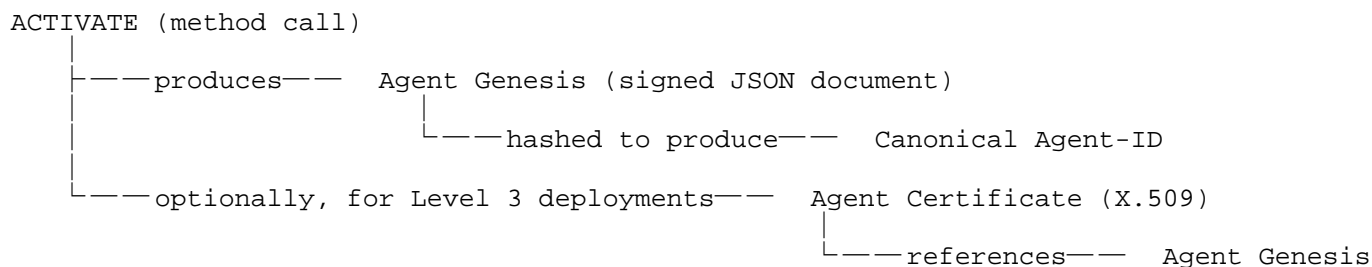 ACTIVATE (method call)
produces Agent Genesis (signed JSON document)
hashed to produce Canonical Agent-ID
optionally, for Level 3 deployments Agent Certificate (X.509)
references Agent Genesis